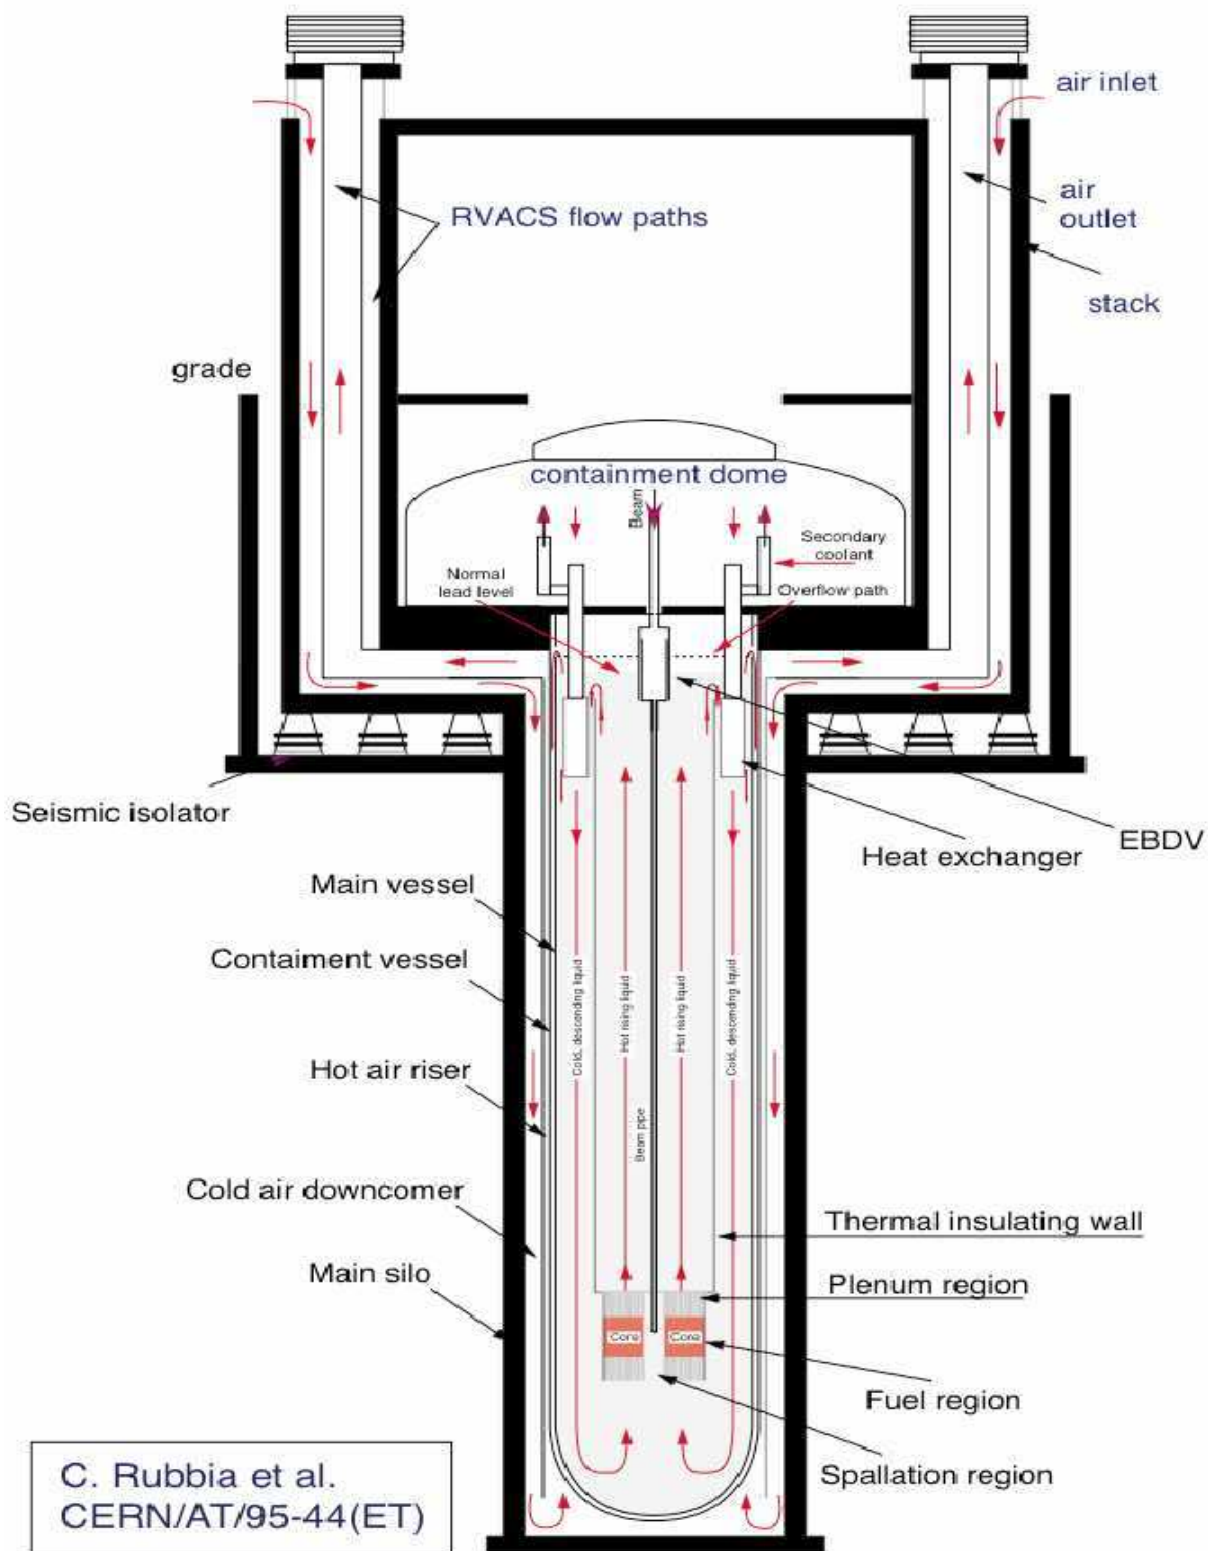 air inlet
RVACS flow paths
air
outlet
stack
grade
containment dome
Beam
Secondary
coolant
Normal
lead level
Overflow path
Seismic isolator
EBDV
Heat exchanger
Main vessel
Contaiment vessel
Cold, descending liquid
Hot rising liquid
Hot rising liquid
Cold, descending liquid
Hot air riser
Beam pipe
Cold air downcomer
Thermal insulating wall
Main silo
Plenum region
Core
Core
Fuel region
Spallation region
C. Rubbia et al.
CERN/AT/95-44(ET)